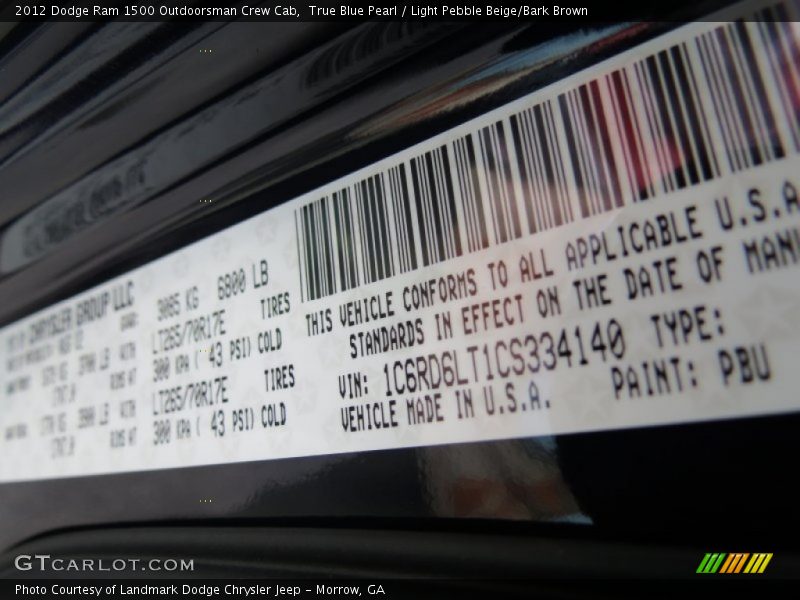 2012 Dodge Ram 1500 Outdoorsman Crew Cab,  True Blue Pearl / Light Pebble Beige/Bark Brown
CHRYSLER GROUP LLC
3085 KG 6800 LB
LT265/70R17E TIRES
300 KPA ( 43 PSI) COLD
LT265/70R17E TIRES
300 KPA ( 43 PSI) COLD
THIS VEHICLE CONFORMS TO ALL APPLICABLE U.S.A
STANDARDS IN EFFECT ON THE DATE OF MANU
VIN: 1C6RD6LT1CS334140 TYPE:
VEHICLE MADE IN U.S.A. PAINT: PBU
GTCARLOT.COM
Photo Courtesy of Landmark Dodge Chrysler Jeep - Morrow, GA